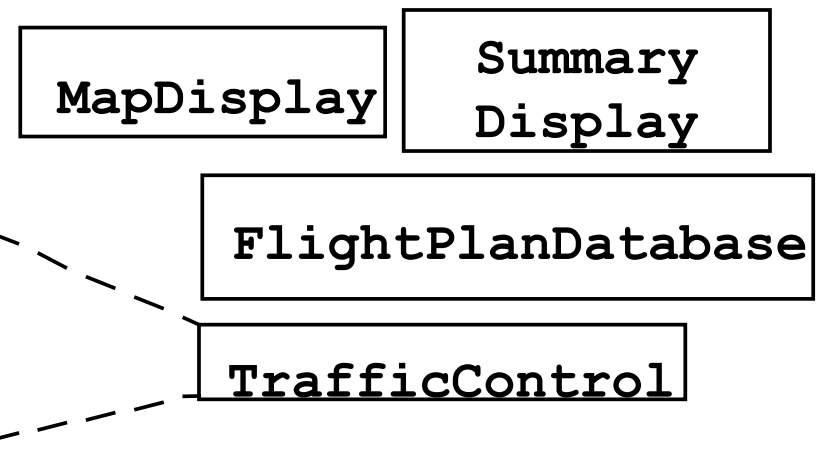 MapDisplay
Summary
Display
FlightPlanDatabase
TrafficControl